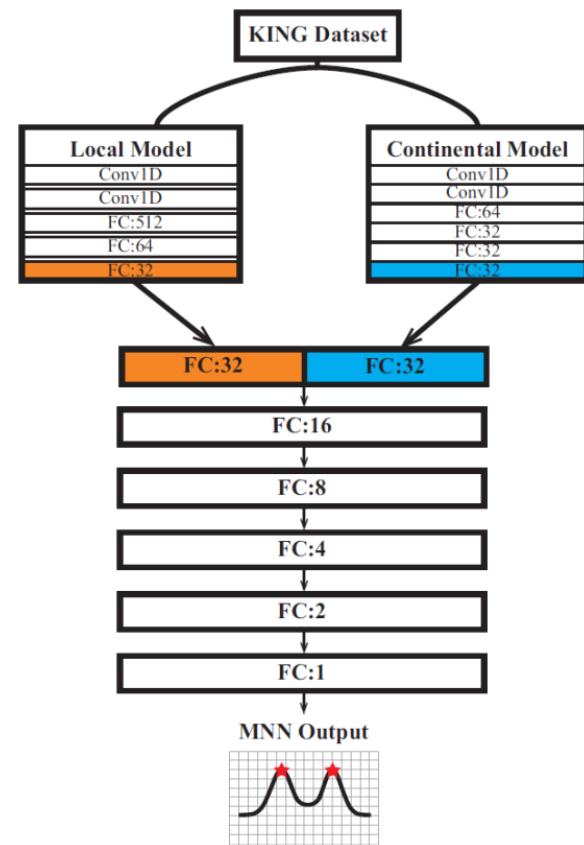 KING Dataset
Local Model
Conv1D
Conv1D
FC:512
FC:64
FC:32
Continental Model
Conv1D
Conv1D
FC:64
FC:32
FC:32
FC:32
FC:32
FC:32
FC:16
FC:8
FC:4
FC:2
FC:1
MNN Output